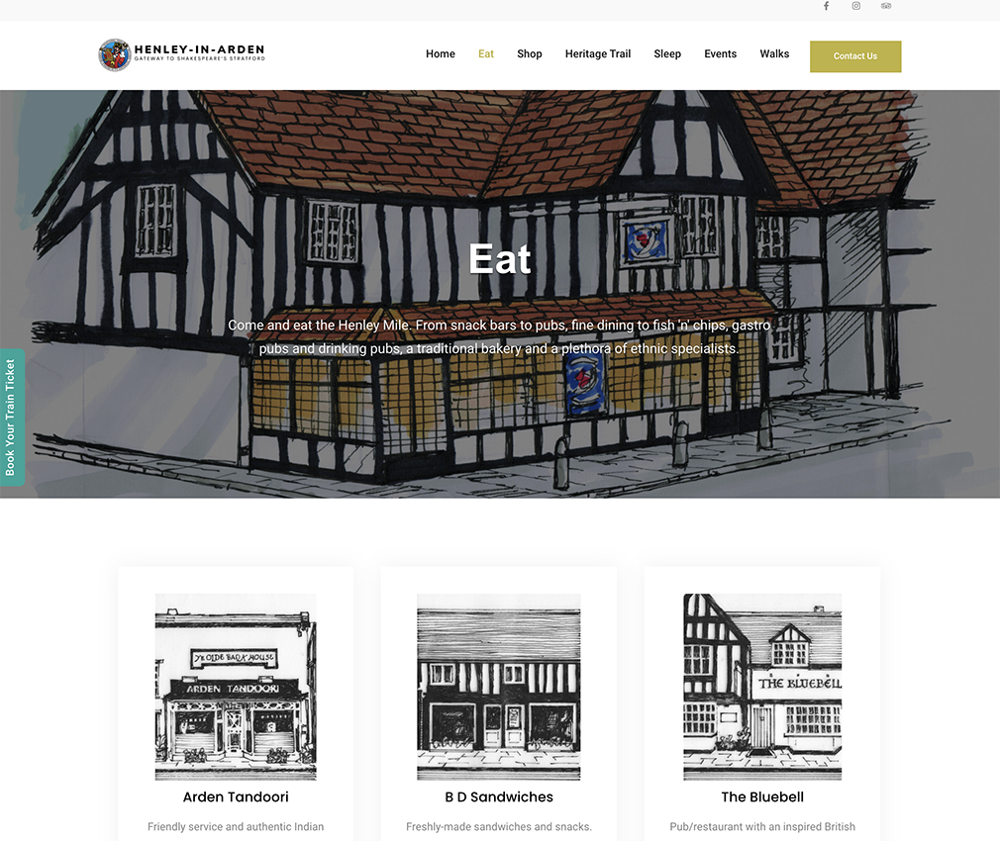 HENLEY-IN-ARDEN
GATEWAY TO SHAKESPEARE'S STRATFORD
Home Eat Shop Heritage Trail Sleep Events Walks Contact Us
Eat
Come and eat the Henley Mile. From snack bars to pubs, fine dining to fish 'n' chips, gastro
pubs and drinking pubs, a traditional bakery and a plethora of ethnic specialists.
Book Your Train Ticket
YE OLDE BANK HOUSE
ARDEN TANDOORI
THE BLUEBELL
Arden Tandoori
B D Sandwiches
The Bluebell
Friendly service and authentic Indian
Freshly-made sandwiches and snacks.
Pub/restaurant with an inspired British